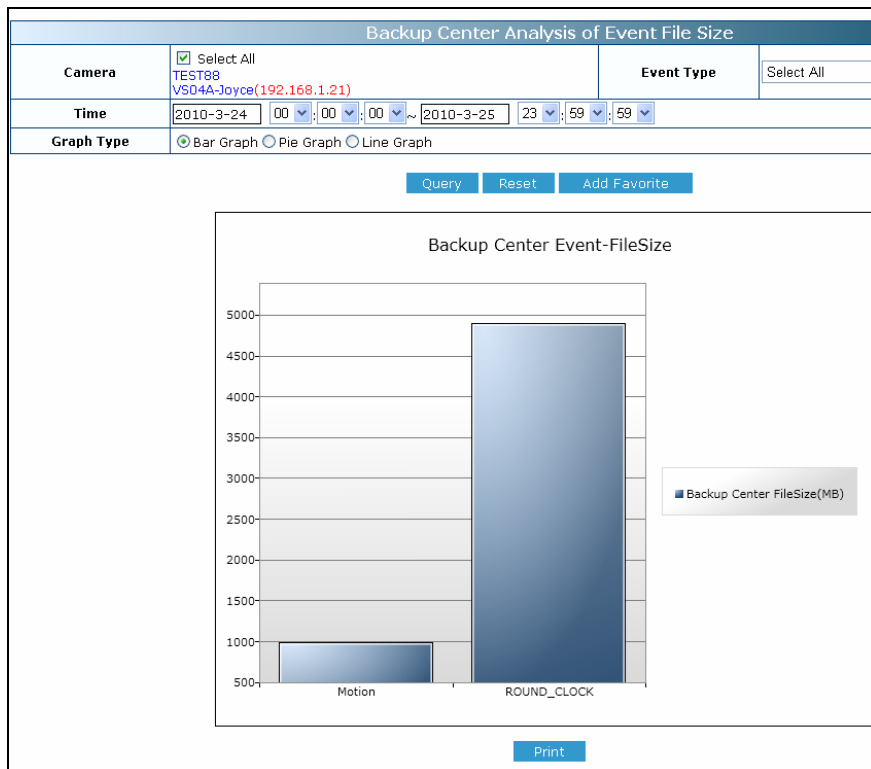 Backup Center Analysis of Event File Size
Camera
Select All
TEST88
VS04A-Joyce(192.168.1.21)
Event Type
Select All
Time
2010-3-24 00 : 00 : 00 ~ 2010-3-25 23 : 59 : 59
Graph Type
Bar Graph Pie Graph Line Graph
Query Reset Add Favorite
Backup Center Event-FileSize
5000
4500
4000
3500
3000
2500
2000
1500
1000
500
Motion ROUND_CLOCK
Backup Center FileSize(MB)
Print